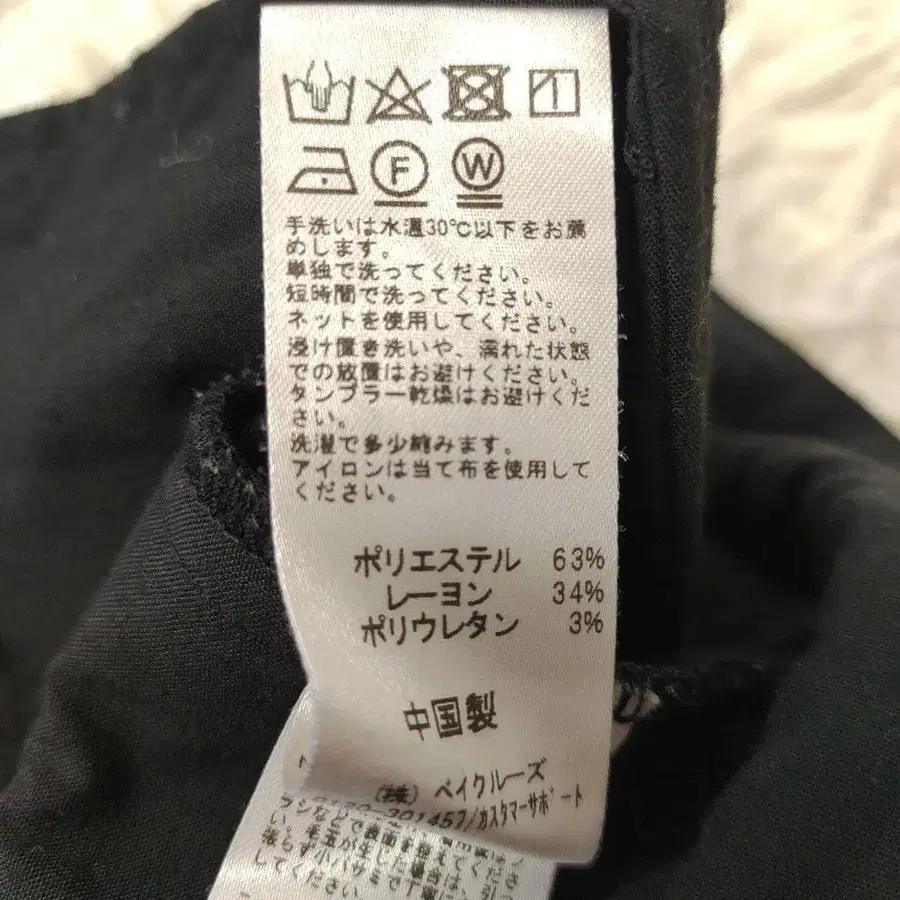 F W
手洗いは水温30℃以下をお薦
めします。
単独で洗ってください。
短時間で洗ってください。
ネットを使用してください。
浸け置き洗いや、濡れた状態
での放置はお避けください。
タンブラー乾燥はお避けくだ
さい。
洗濯で多少縮みます。
アイロンは当て布を使用して
ください。
ポリエステル 63%
レーヨン 34%
ポリウレタン 3%
中国製
(株) ベイクルーズ
0120-301457/カスタマーサポート
してください